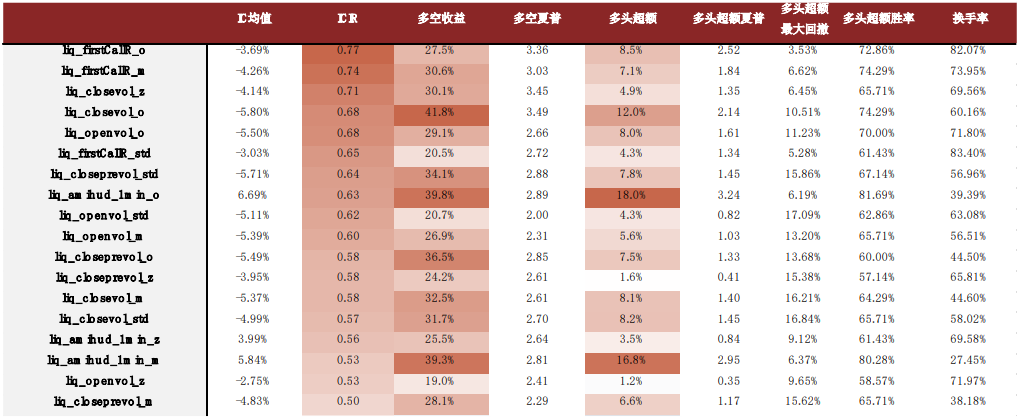 IC均值 ICIR 多空收益 多空夏普 多头超额 多头超额夏普 多头超额最大回撤 多头超额胜率 换手率
liq_firstCallR_o -3.69% 0.77 27.5% 3.36 8.5% 2.52 3.53% 72.86% 82.07%
liq_firstCallR_m -4.26% 0.74 30.6% 3.03 7.1% 1.84 6.62% 74.29% 73.95%
liq_closevol_z -4.14% 0.71 30.1% 3.45 4.9% 1.35 6.45% 65.71% 69.56%
liq_closevol_o -5.80% 0.68 41.8% 3.49 12.0% 2.14 10.51% 74.29% 60.16%
liq_openvol_o -5.50% 0.68 29.1% 2.66 8.0% 1.61 11.23% 70.00% 71.80%
liq_firstCallR_std -3.03% 0.65 20.5% 2.72 4.3% 1.34 5.28% 61.43% 83.40%
liq_closeprevol_std -5.71% 0.64 34.1% 2.88 7.8% 1.45 15.86% 67.14% 56.96%
liq_amihud_1min_o 6.69% 0.63 39.8% 2.89 18.0% 3.24 6.19% 81.69% 39.39%
liq_openvol_std -5.11% 0.62 20.7% 2.00 4.3% 0.82 17.09% 62.86% 63.08%
liq_openvol_m -5.39% 0.60 26.9% 2.31 5.6% 1.03 13.20% 65.71% 56.51%
liq_closeprevol_o -5.49% 0.58 36.5% 2.85 7.5% 1.33 13.68% 60.00% 44.50%
liq_closeprevol_z -3.95% 0.58 24.2% 2.61 1.6% 0.41 15.38% 57.14% 65.81%
liq_closevol_m -5.37% 0.58 32.5% 2.61 8.1% 1.40 16.21% 64.29% 44.60%
liq_closevol_std -4.99% 0.57 31.7% 2.70 8.2% 1.45 16.84% 65.71% 58.02%
liq_amihud_1min_z 3.99% 0.56 25.5% 2.64 3.5% 0.84 9.12% 61.43% 69.58%
liq_amihud_1min_m 5.84% 0.53 39.3% 2.81 16.8% 2.95 6.37% 80.28% 27.45%
liq_openvol_z -2.75% 0.53 19.0% 2.41 1.2% 0.35 9.65% 58.57% 71.97%
liq_closeprevol_m -4.83% 0.50 28.1% 2.29 6.6% 1.17 15.62% 65.71% 38.18%